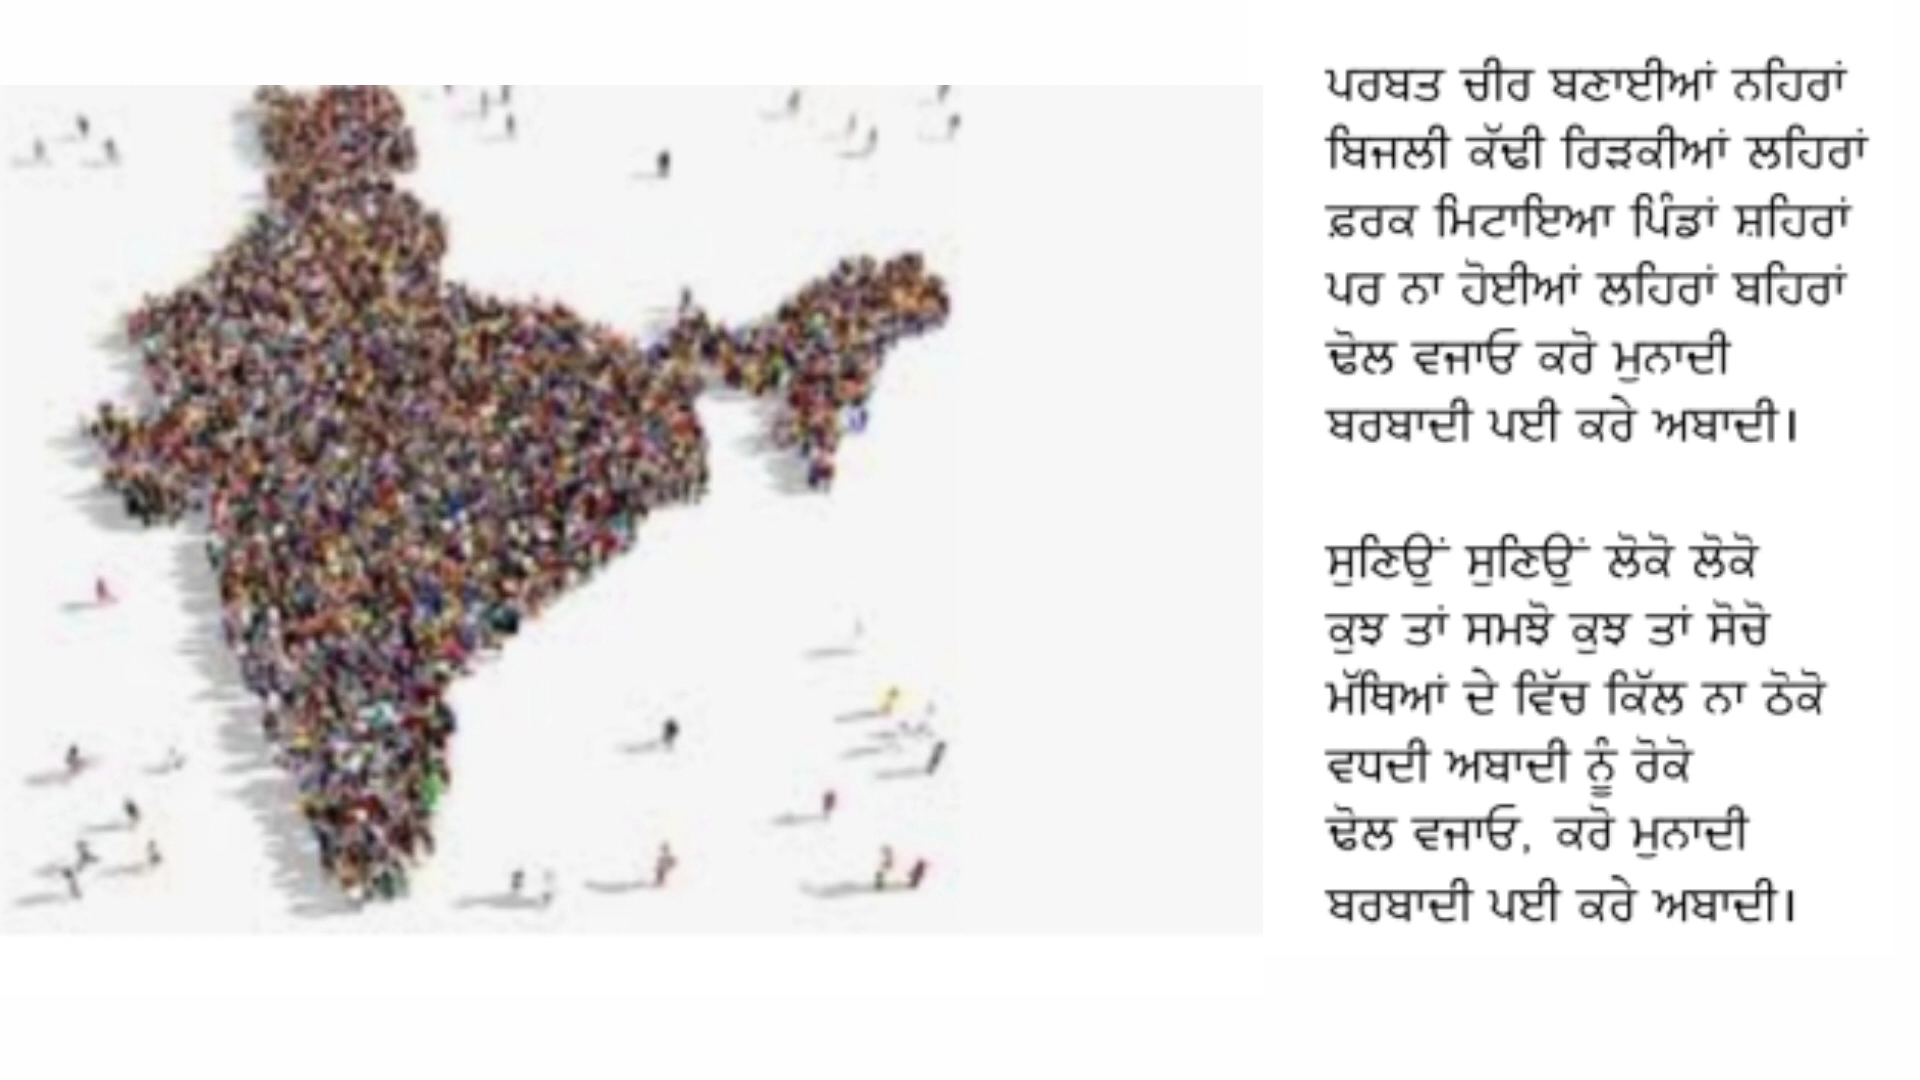 ਪਰਬਤ ਚੀਰ ਬਣਾਈਆਂ ਨਹਿਰਾਂ
ਬਿਜਲੀ ਕੱਢੀ ਰਿੜਕੀਆਂ ਲਹਿਰਾਂ
ਫ਼ਰਕ ਮਿਟਾਇਆ ਪਿੰਡਾਂ ਸ਼ਹਿਰਾਂ
ਪਰ ਨਾ ਹੋਈਆਂ ਲਹਿਰਾਂ ਬਹਿਰਾਂ
ਢੋਲ ਵਜਾਓ ਕਰੋ ਮੁਨਾਦੀ
ਬਰਬਾਦੀ ਪਈ ਕਰੇ ਅਬਾਦੀ।
ਸੁਣਿਉਂ ਸੁਣਿਉਂ ਲੋਕੋ ਲੋਕੋ
ਕੁਝ ਤਾਂ ਸਮਝੋ ਕੁਝ ਤਾਂ ਸੋਚੋ
ਮੱਥਿਆਂ ਦੇ ਵਿੱਚ ਕਿੱਲ ਨਾ ਠੋਕੋ
ਵਧਦੀ ਅਬਾਦੀ ਨੂੰ ਰੋਕੋ
ਢੋਲ ਵਜਾਓ, ਕਰੋ ਮੁਨਾਦੀ
ਬਰਬਾਦੀ ਪਈ ਕਰੇ ਅਬਾਦੀ।